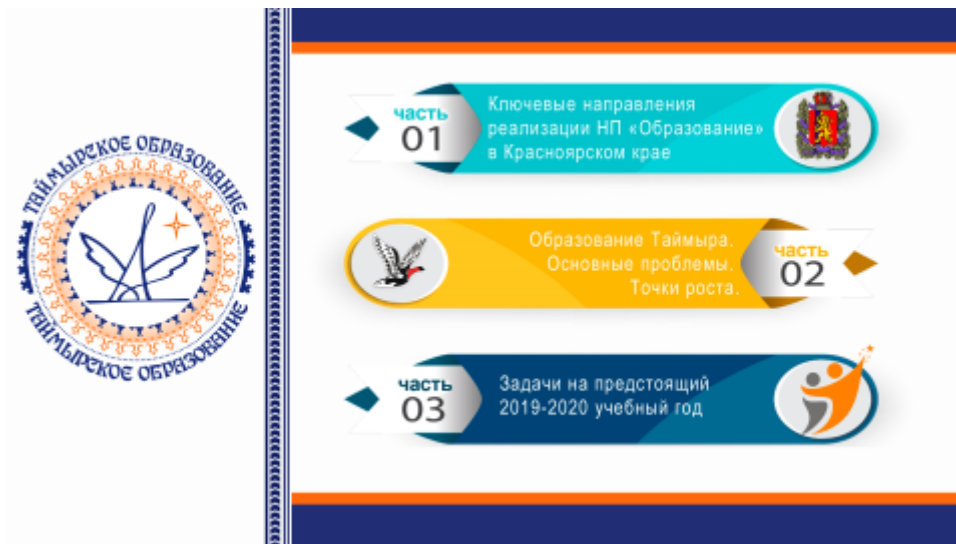 ТАЙМЫРСКОЕ ОБРАЗОВАНИЕ
ТАЙМЫРСКОЕ ОБРАЗОВАНИЕ
часть
01
Ключевые направления
реализации НП «Образование»
в Красноярском крае
Образование Таймыра.
Основные проблемы.
Точки роста.
часть
02
часть
03
Задачи на предстоящий
2019-2020 учебный год